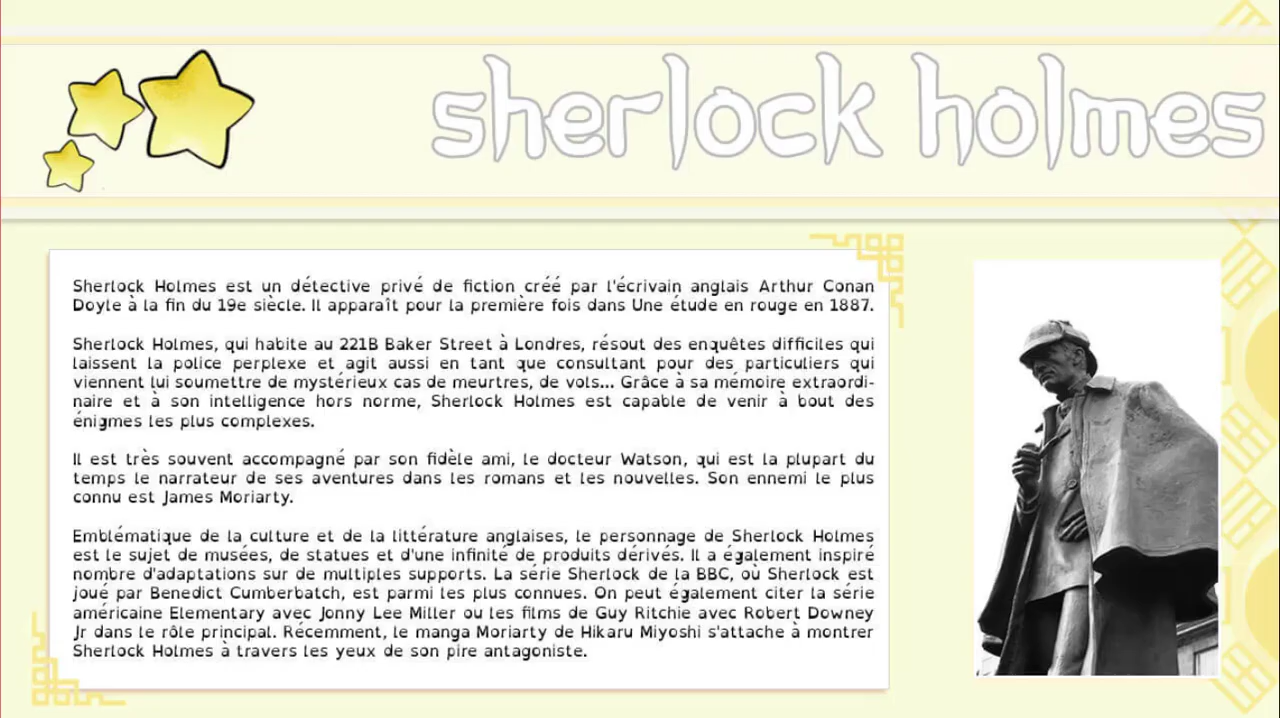 sherlock holmes
Sherlock Holmes est un détective privé de fiction créé par l'écrivain anglais Arthur Conan
Doyle à la fin du 19e siècle. Il apparaît pour la première fois dans Une étude en rouge en 1887.
Sherlock Holmes, qui habite au 221B Baker Street à Londres, résout des enquêtes difficiles qui
laissent la police perplexe et agit aussi en tant que consultant pour des particuliers qui
viennent lui soumettre de mystérieux cas de meurtres, de vols... Grâce à sa mémoire extraordi-
naire et à son intelligence hors norme, Sherlock Holmes est capable de venir à bout des
énigmes les plus complexes.
Il est très souvent accompagné par son fidèle ami, le docteur Watson, qui est la plupart du
temps le narrateur de ses aventures dans les romans et les nouvelles. Son ennemi le plus
connu est James Moriarty.
Emblématique de la culture et de la littérature anglaises, le personnage de Sherlock Holmes
est le sujet de musées, de statues et d'une infinité de produits dérivés. Il a également inspiré
nombre d'adaptations sur de multiples supports. La série Sherlock de la BBC, où Sherlock est
joué par Benedict Cumberbatch, est parmi les plus connues. On peut également citer la série
américaine Elementary avec Jonny Lee Miller ou les films de Guy Ritchie avec Robert Downey
Jr dans le rôle principal. Récemment, le manga Moriarty de Hikaru Miyoshi s'attache à montrer
Sherlock Holmes à travers les yeux de son pire antagoniste.